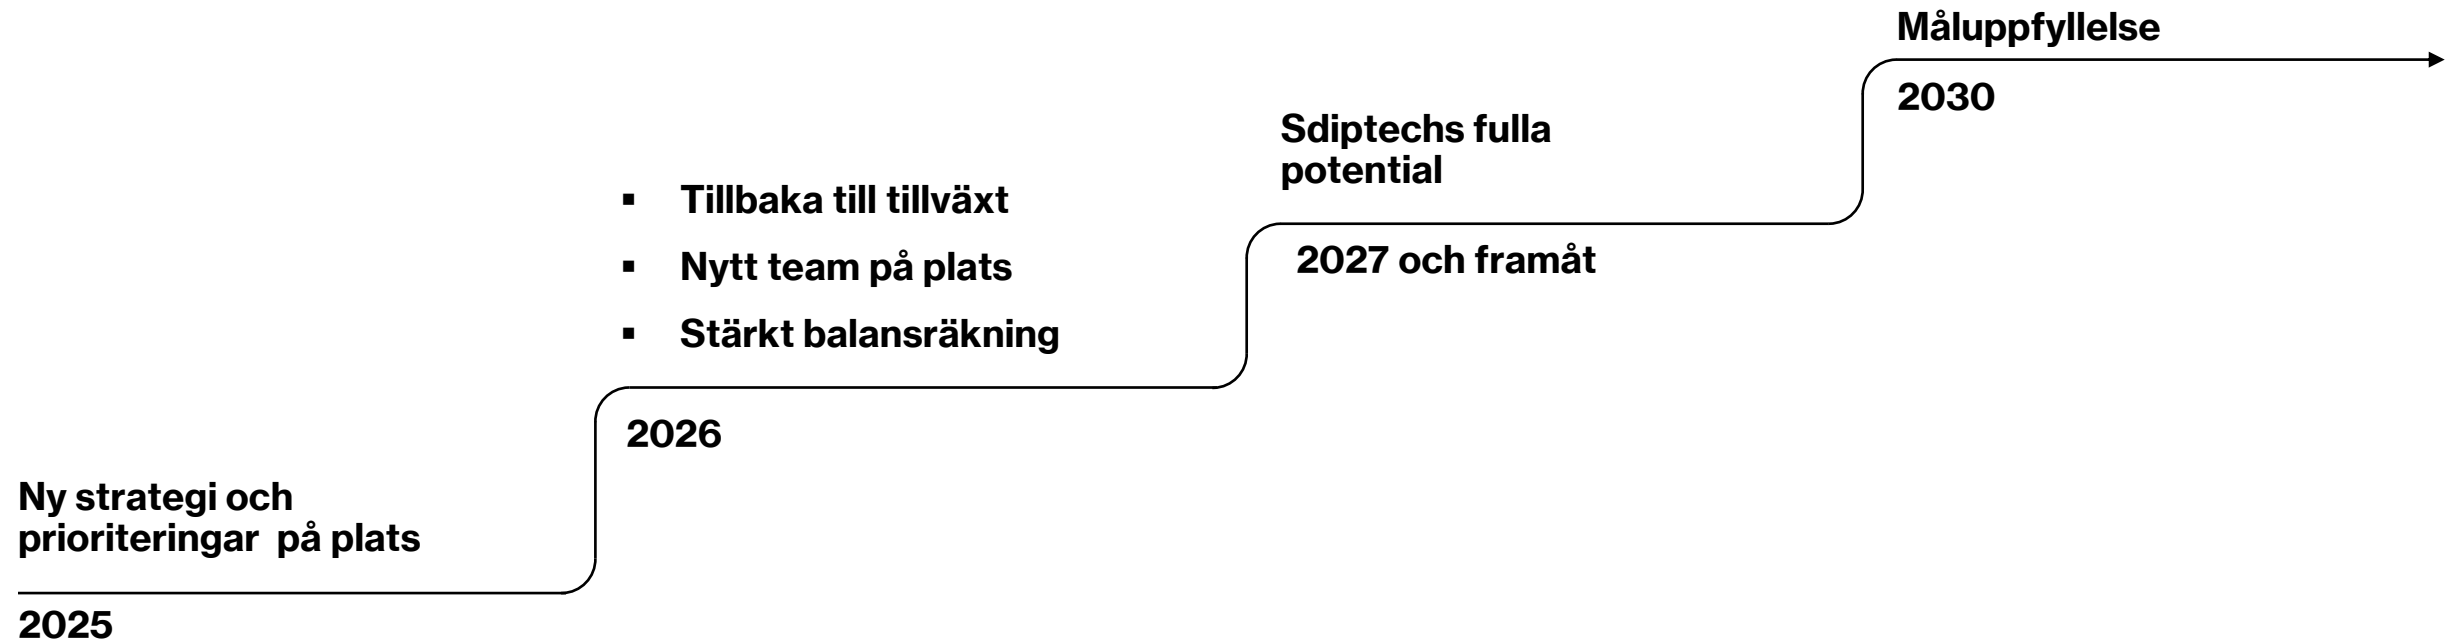 Måluppfyllelse
2030
Sdiptechs fulla
potential
2027 och framåt
▪ Tillbaka till tillväxt
▪ Nytt team på plats
▪ Stärkt balansräkning
2026
Ny strategi och
prioriteringar på plats
2025